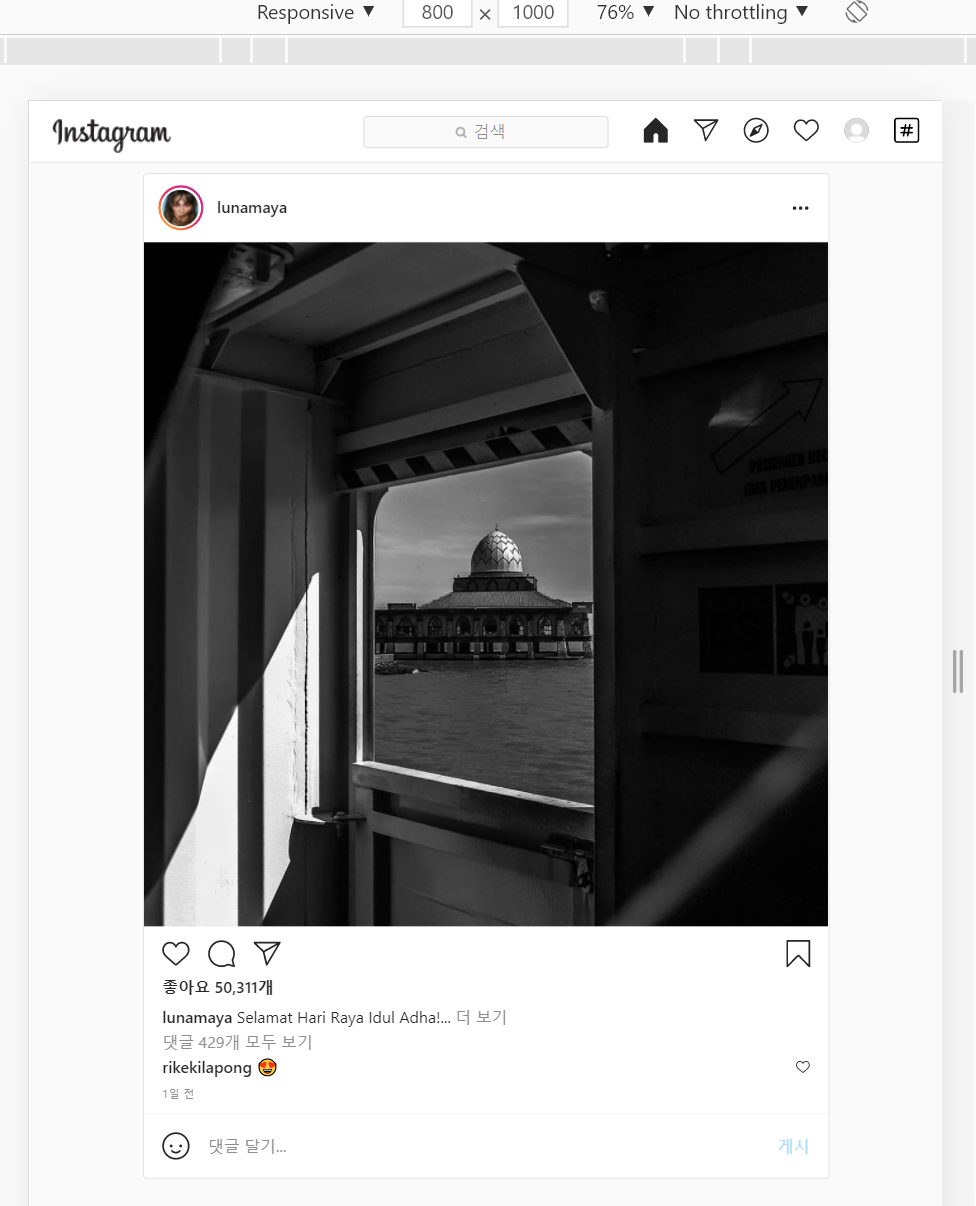 Responsive ▼ 800 × 1000 76% ▼ No throttling ▼
Instagram
검색
#
lunamaya
PASSENGER DEC
좋아요 50,311개
lunamaya Selamat Hari Raya Idul Adha!... 더 보기
댓글 429개 모두 보기
rikekilapong 😍
1일 전
댓글 달기...
게시